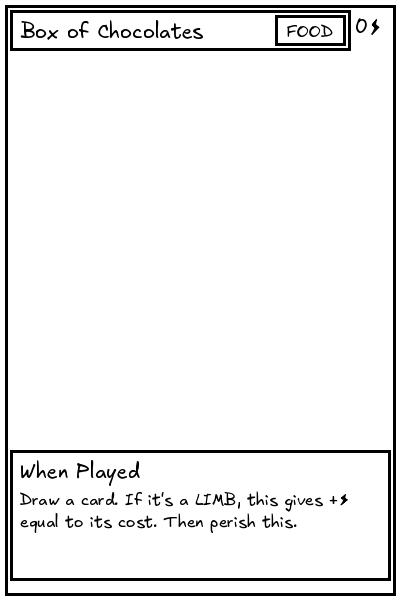 Box of Chocolates
FOOD
0⚡
When Played
Draw a card. If it's a LIMB, this gives +⚡
equal to its cost. Then perish this.